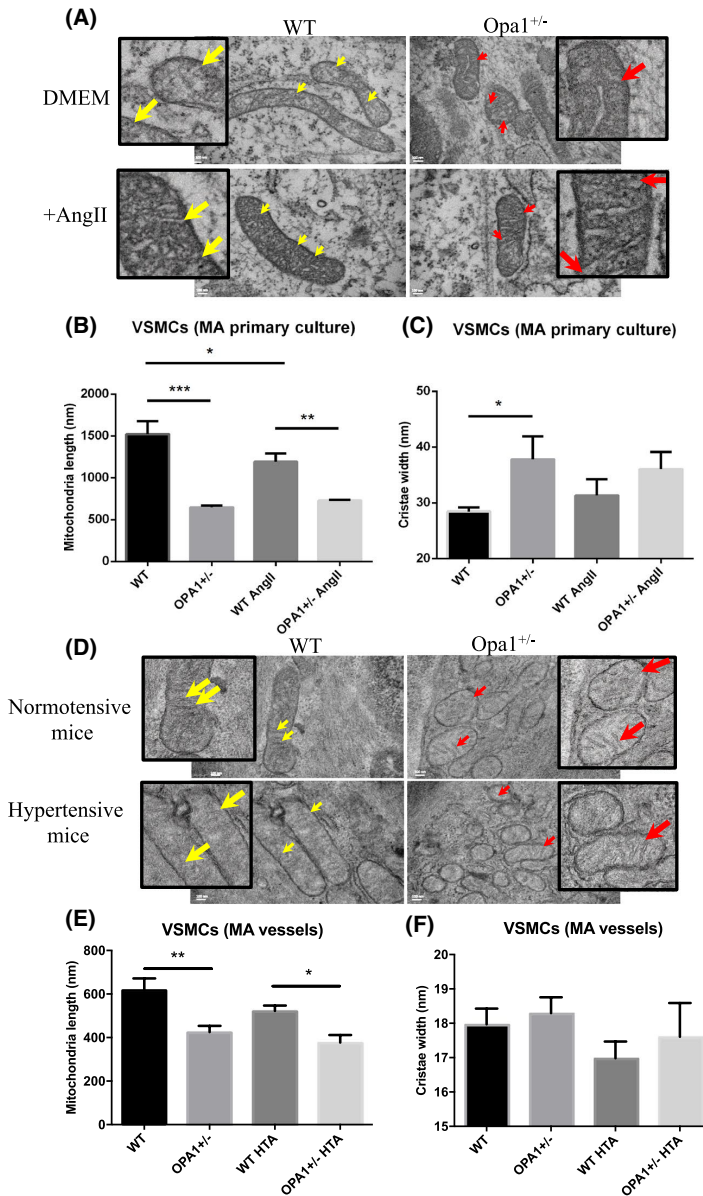 (A)
WT
Opa1+/-
DMEM
+AngII
(B)
VSMCs (MA primary culture)
*
***
**
Mitochondria length (nm)
2000
1500
1000
500
0
WT
OPA1+/-
WT AngII
OPA1+/- AngII
(C)
VSMCs (MA primary culture)
*
Cristae width (nm)
50
40
30
20
WT
OPA1+/-
WT AngII
OPA1+/- AngII
(D)
WT
Opa1+/-
Normotensive
mice
Hypertensive
mice
(E)
VSMCs (MA vessels)
**
*
Mitochondria length (nm)
800
600
400
200
0
WT
OPA1+/-
WT HTA
OPA1+/- HTA
(F)
VSMCs (MA vessels)
Cristae width (nm)
20
19
18
17
16
15
WT
OPA1+/-
WT HTA
OPA1+/- HTA